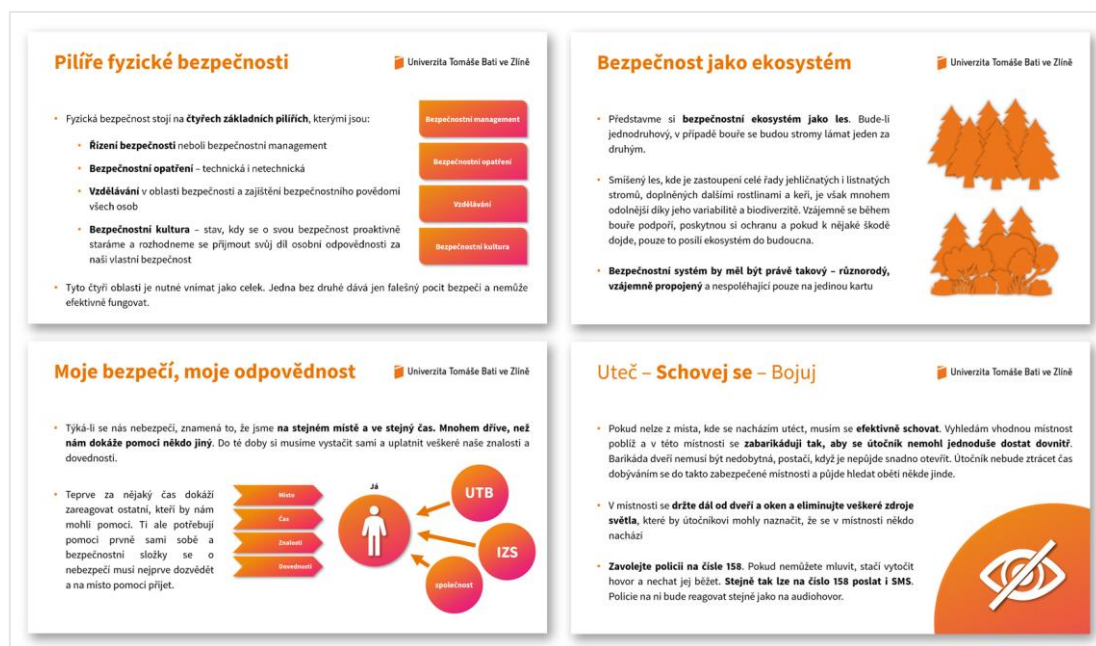 Pilíře fyzické bezpečnosti
Univerzita Tomáše Bati ve Zlíně
• Fyzická bezpečnost stojí na čtyřech základních pilířích, kterými jsou:
• Řízení bezpečnosti neboli bezpečnostní management
• Bezpečnostní opatření – technická i netechnická
• Vzdělávání v oblasti bezpečnosti a zajištění bezpečnostního povědomí
všech osob
• Bezpečnostní kultura – stav, kdy se o svou bezpečnost proaktivně
staráme a rozhodneme se přijmout svůj díl osobní odpovědnosti za
naši vlastní bezpečnost
Bezpečnostní management
Bezpečnostní opatření
Vzdělávání
Bezpečnostní kultura
• Tyto čtyři oblasti je nutné vnímat jako celek. Jedna bez druhé dává jen falešný pocit bezpečí a nemůže
efektivně fungovat.
Bezpečnost jako ekosystém
Univerzita Tomáše Bati ve Zlíně
• Představme si bezpečnostní ekosystém jako les. Bude-li
jednodruhový, v případě bouře se budou stromy lámat jeden za
druhým.
• Smíšený les, kde je zastoupení celé řady jehličnatých i listnatých
stromů, doplněných dalšími rostlinami a keři, je však mnohem
odolnější díky jeho variabilitě a biodiverzitě. Vzájemně se během
bouře podpoří, poskytnou si ochranu a pokud k nějaké škodě
dojde, pouze to posílí ekosystém do budoucna.
• Bezpečnostní systém by měl být právě takový – různorodý,
vzájemně propojený a nespoléhající pouze na jedinou kartu
Moje bezpečí, moje odpovědnost
Univerzita Tomáše Bati ve Zlíně
• Týká-li se nás nebezpečí, znamená to, že jsme na stejném místě a ve stejný čas. Mnohem dříve, než
nám dokáže pomoci někdo jiný. Do té doby si musíme vystačit sami a uplatnit veškeré naše znalosti a
dovednosti.
• Teprve za nějaký čas dokáží
zareagovat ostatní, kteří by nám
mohli pomoci. Ti ale potřebují
pomoci prvně sami sobě a
bezpečnostní složky se o
nebezpečí musí nejprve dozvědět
a na místo pomoci přijet.
Místo
Čas
Znalosti
Dovednosti
Já
UTB
IZS
společnost
Uteč – Schovej se – Bojuj
Univerzita Tomáše Bati ve Zlíně
• Pokud nelze z místa, kde se nacházím utéct, musím se efektivně schovat. Vyhledám vhodnou místnost
poblíž a v této místnosti se zabarikáduji tak, aby se útočník nemohl jednoduše dostat dovnitř.
Barikáda dveří nemusí být nedobytná, postačí, když je nepůjde snadno otevřít. Útočník nebude ztrácet čas
dobýváním se do takto zabezpečené místnosti a půjde hledat oběti někde jinde.
• V místnosti se držte dál od dveří a oken a eliminujte veškeré zdroje
světla, které by útočníkovi mohly naznačit, že se v místnosti někdo
nachází
• Zavolejte policii na čísle 158. Pokud nemůžete mluvit, stačí vytočit
hovor a nechat jej běžet. Stejně tak lze na číslo 158 poslat i SMS.
Policie na ni bude reagovat stejně jako na audiohovor.